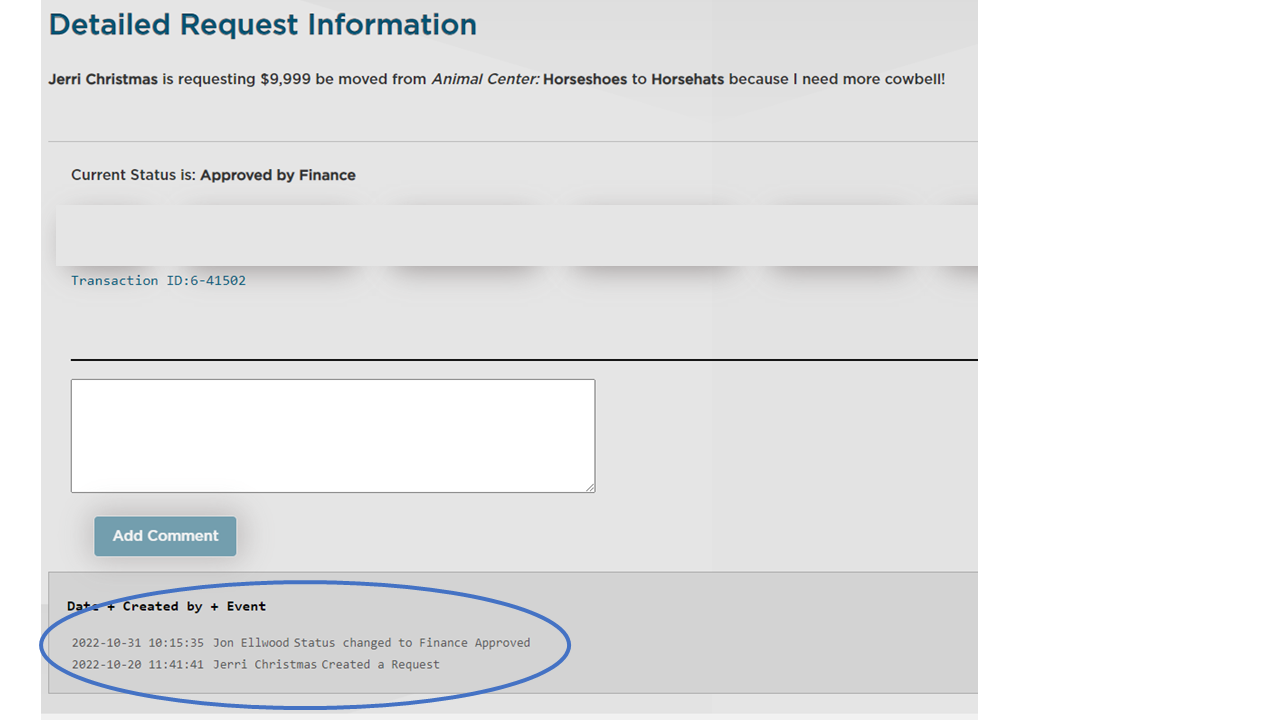 Detailed Request Information
Jerri Christmas is requesting $9,999 be moved from Animal Center: Horseshoes to Horsehats because I need more cowbell!
Current Status is: Approved by Finance
Transaction ID:6-41502
Add Comment
Date + Created by + Event
2022-10-31 10:15:35 Jon Ellwood Status changed to Finance Approved
2022-10-20 11:41:41 Jerri Christmas Created a Request